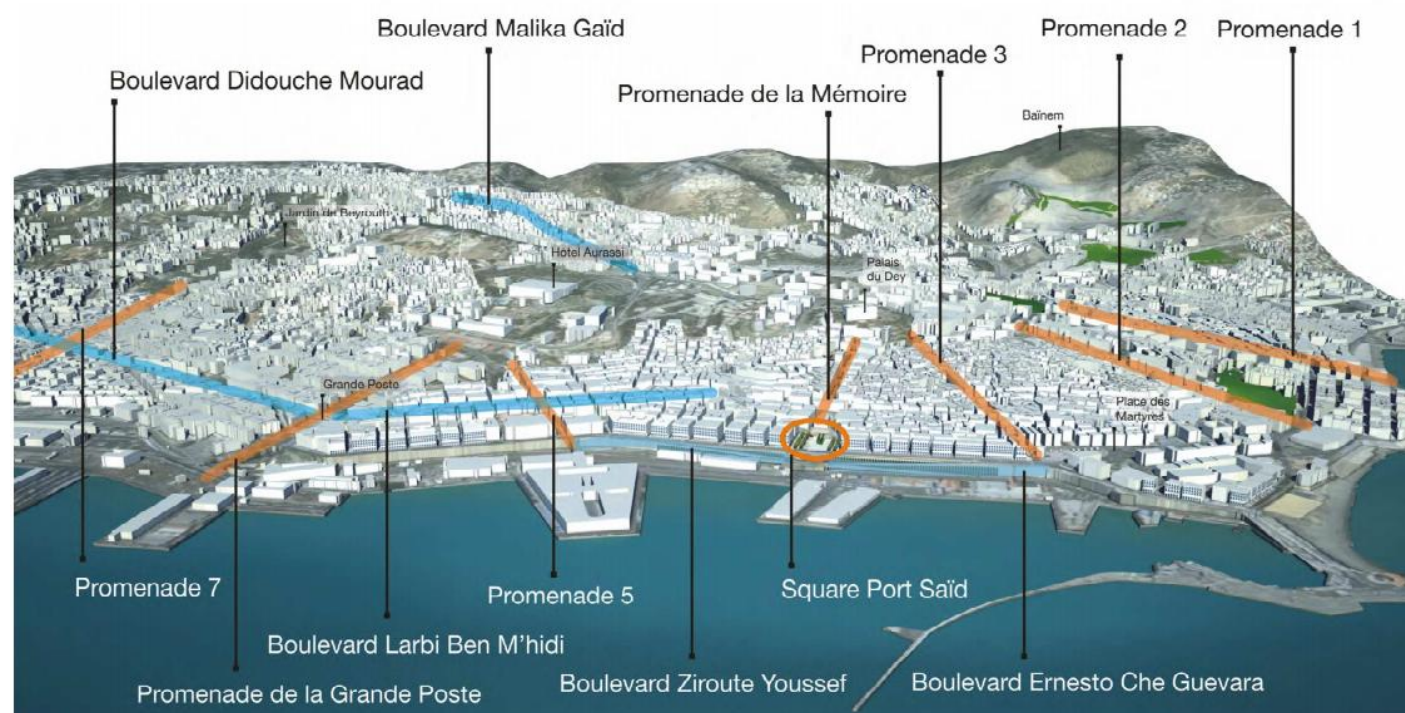 Boulevard Malika Gaïd
Promenade 2
Promenade 1
Promenade 3
Boulevard Didouche Mourad
Promenade de la Mémoire
Baïnem
Jardin de Beyrouth
Hôtel Aurassi
Palais
du Dey
Grande Poste
Place des
Martyres
Promenade 7
Promenade 5
Square Port Saïd
Boulevard Larbi Ben M'hidi
Promenade de la Grande Poste
Boulevard Ziroute Youssef
Boulevard Ernesto Che Guevara